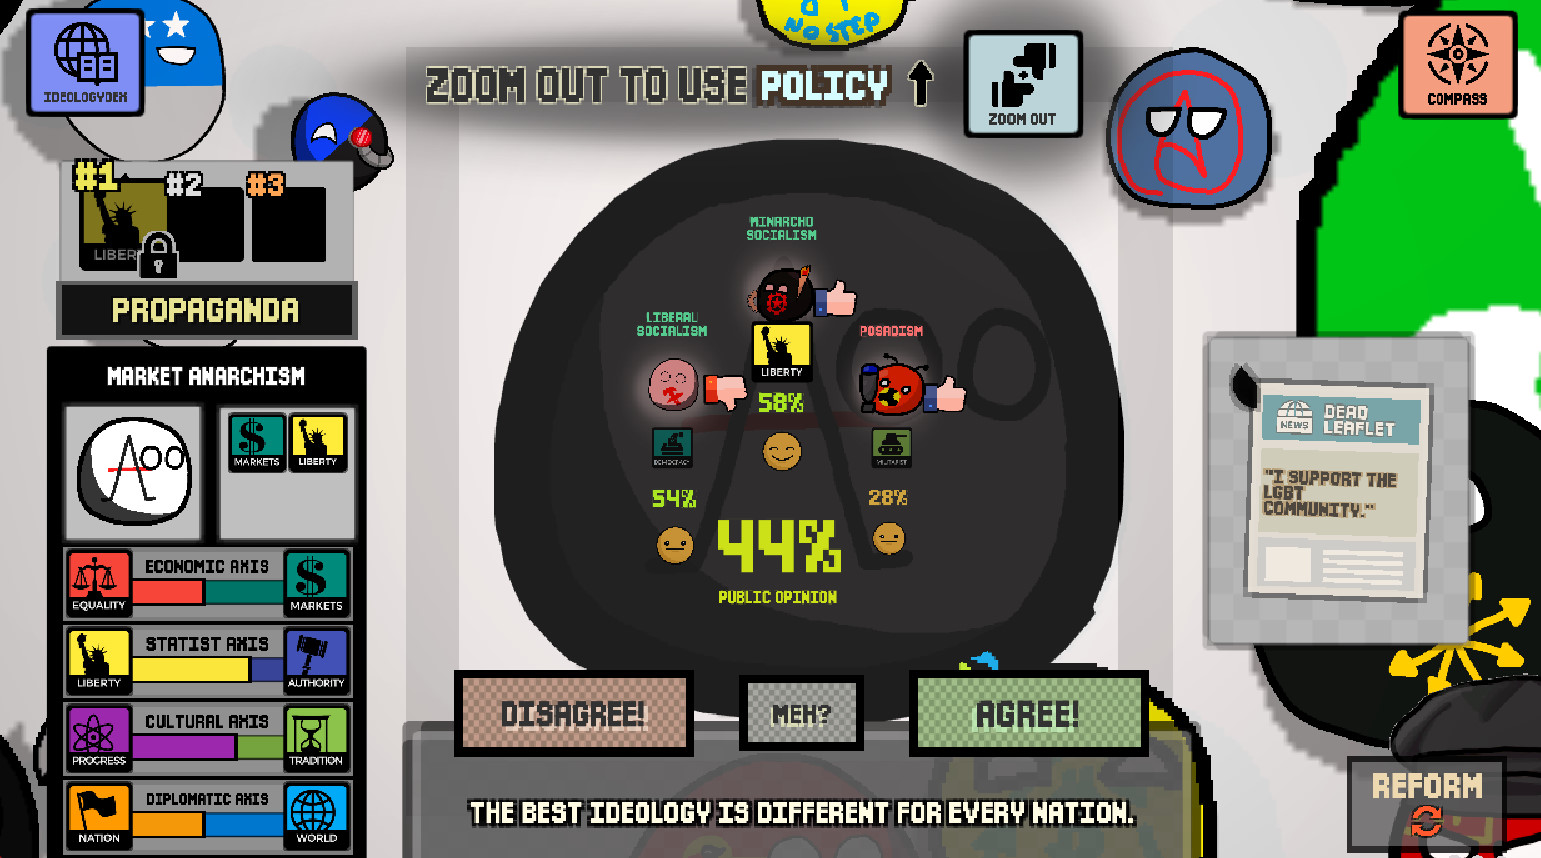 NO STEP
IDEOLOGYDEX
ZOOM OUT TO USE POLICY
ZOOM OUT
COMPASS
#1
#2
#3
LIBER
PROPAGANDA
MARKET ANARCHISM
MARKETS
LIBERTY
ECONOMIC AXIS
EQUALITY
MARKETS
STATIST AXIS
LIBERTY
AUTHORITY
CULTURAL AXIS
PROGRESS
TRADITION
DIPLOMATIC AXIS
NATION
WORLD
MINARCHO
SOCIALISM
LIBERAL
SOCIALISM
POSADISM
LIBERTY
58%
DEMOCRACY
MILITARIST
54%
28%
44%
PUBLIC OPINION
NEWS
DEAD
LEAFLET
"I SUPPORT THE
LGBT
COMMUNITY."
DISAGREE!
MEH?
AGREE!
THE BEST IDEOLOGY IS DIFFERENT FOR EVERY NATION.
REFORM